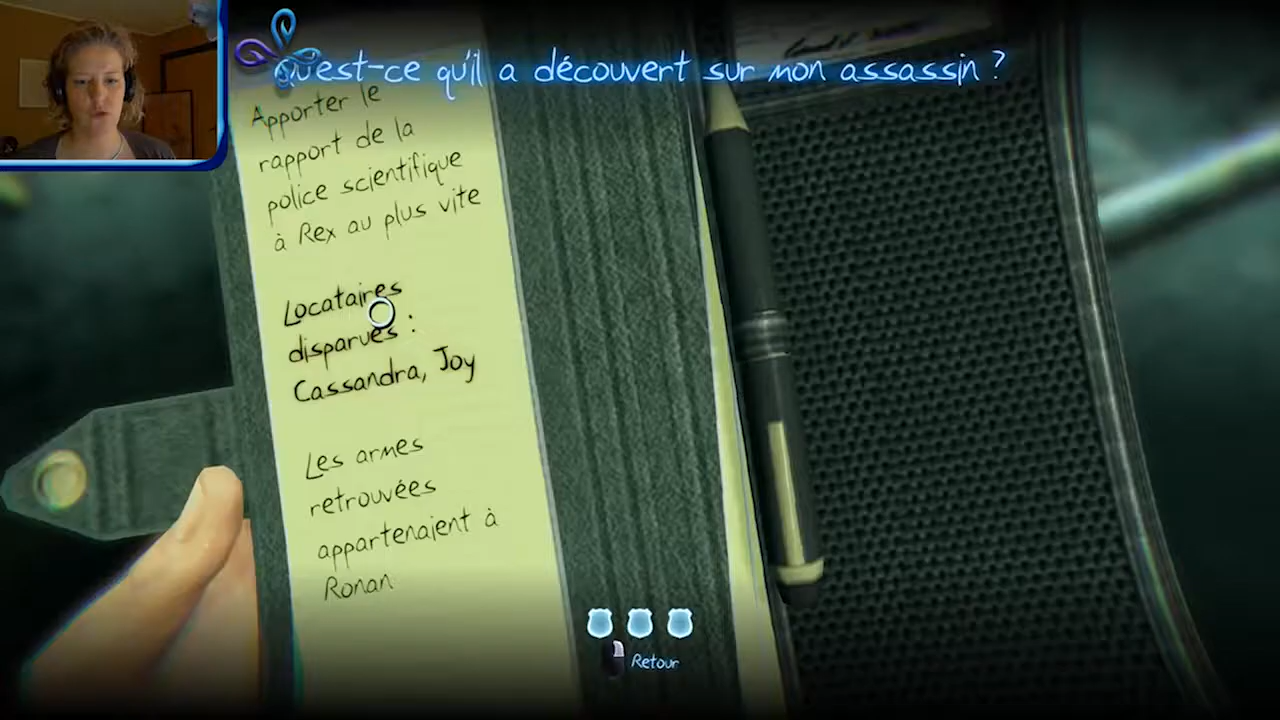 Qu'est-ce qu'il a découvert sur mon assassin ?
Apporter le
rapport de la
police scientifique
à Rex au plus vite
Locataires
disparues :
Cassandra, Joy
Les armes
retrouvées
appartenaient à
Ronan
Retour